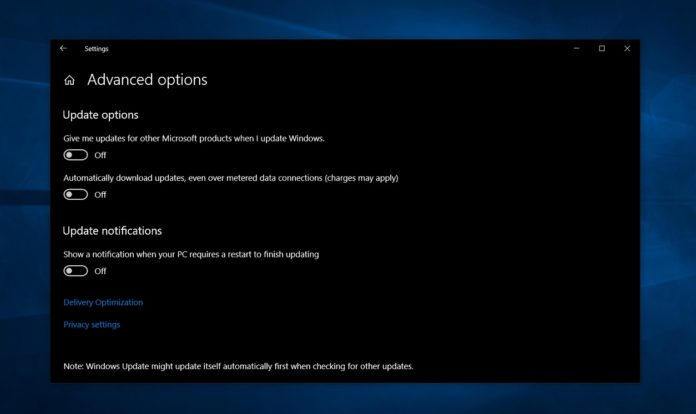 Settings
Advanced options
Update options
Give me updates for other Microsoft products when I update Windows.
Off
Automatically download updates, even over metered data connections (charges may apply)
Off
Update notifications
Show a notification when your PC requires a restart to finish updating
Off
Delivery Optimization
Privacy settings
Note: Windows Update might update itself automatically first when checking for other updates.